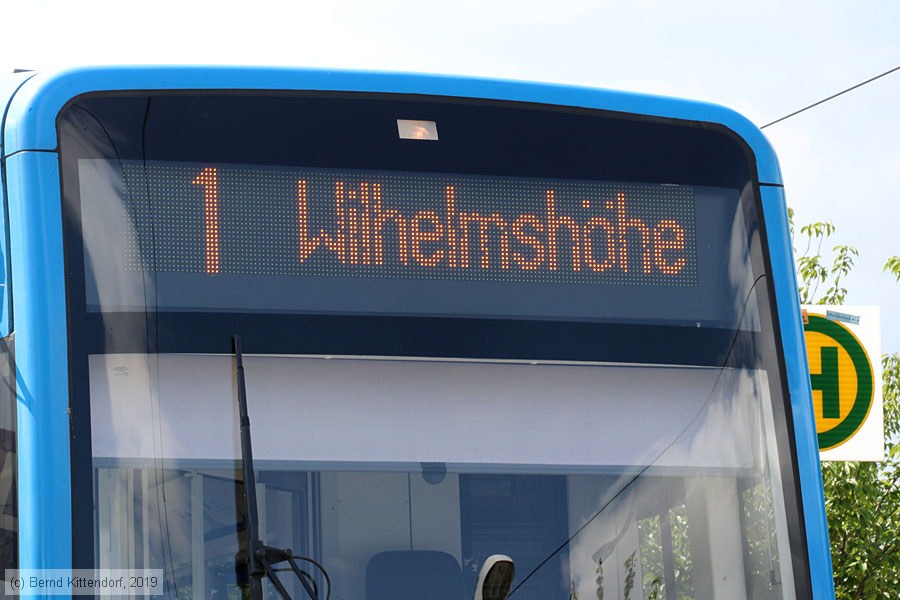 1 Wilhelmshöhe
H
(c) Bernd Kittendorf, 2019